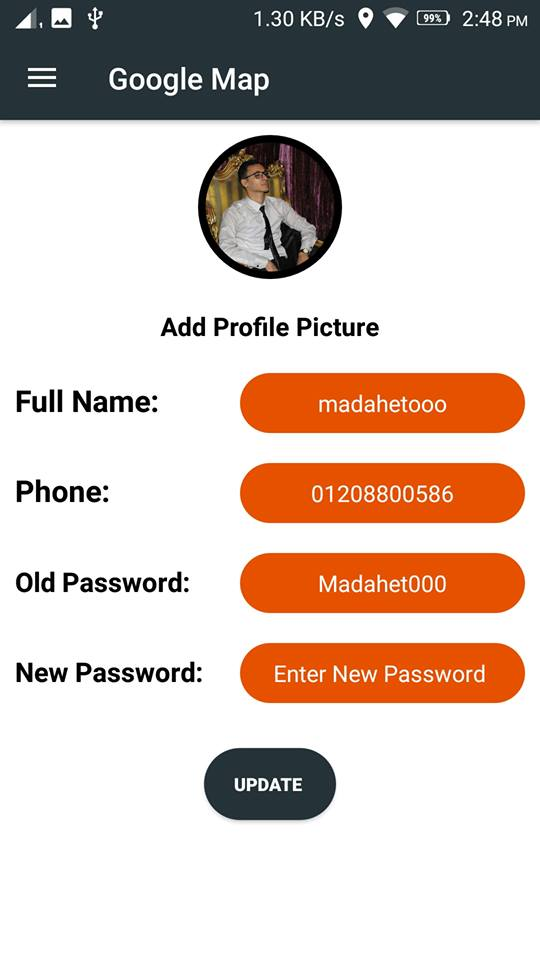 1.30 KB/s 99% 2:48 PM
Google Map
Add Profile Picture
Full Name: madahetooo
Phone: 01208800586
Old Password: Madahet000
New Password: Enter New Password
UPDATE